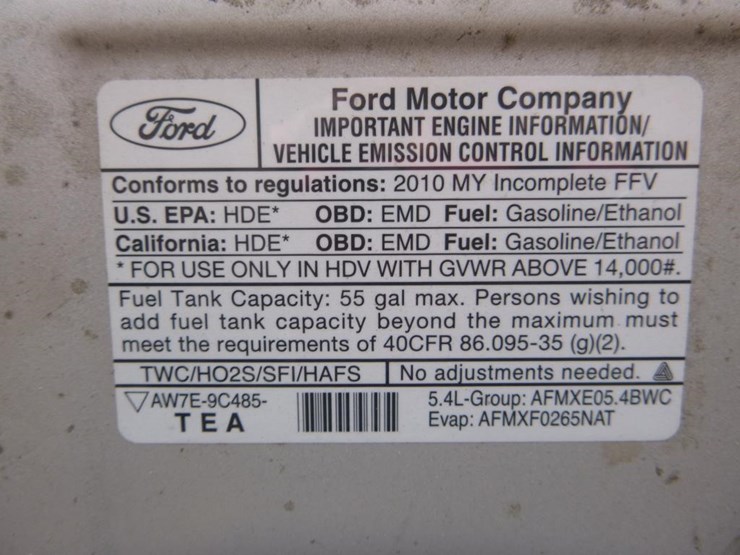 Ford
Ford Motor Company
IMPORTANT ENGINE INFORMATION/
VEHICLE EMISSION CONTROL INFORMATION
Conforms to regulations: 2010 MY Incomplete FFV
U.S. EPA: HDE* OBD: EMD Fuel: Gasoline/Ethanol
California: HDE* OBD: EMD Fuel: Gasoline/Ethanol
* FOR USE ONLY IN HDV WITH GVWR ABOVE 14,000#.
Fuel Tank Capacity: 55 gal max. Persons wishing to
add fuel tank capacity beyond the maximum must
meet the requirements of 40CFR 86.095-35 (g)(2).
TWC/HO2S/SFI/HAFS No adjustments needed.
AW7E-9C485-
TEA
5.4L-Group: AFMXE05.4BWC
Evap: AFMXF0265NAT